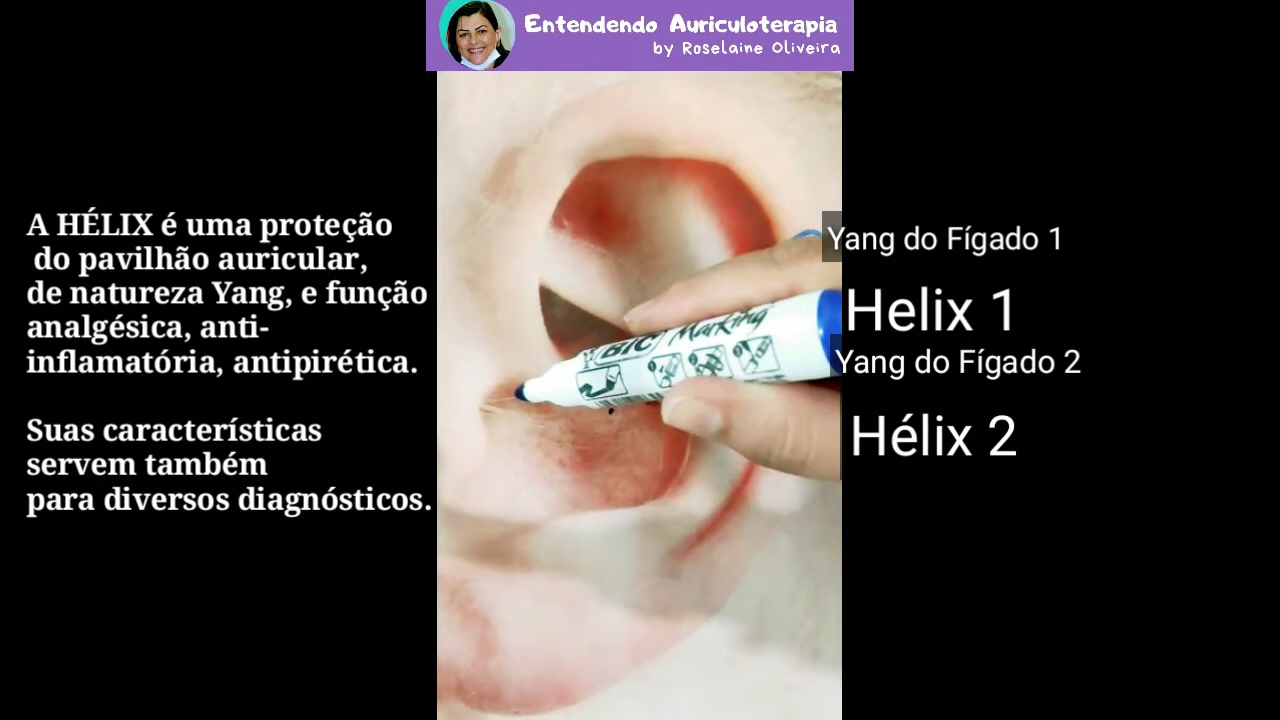 Entendendo Auriculoterapia
by Roselaine Oliveira
A HÉLIX é uma proteção
do pavilhão auricular,
de natureza Yang, e função
analgésica, anti-
inflamatória, antipirética.
Suas características
servem também
para diversos diagnósticos.
BIC Marking
Yang do Fígado 1
Helix 1
Yang do Fígado 2
Hélix 2